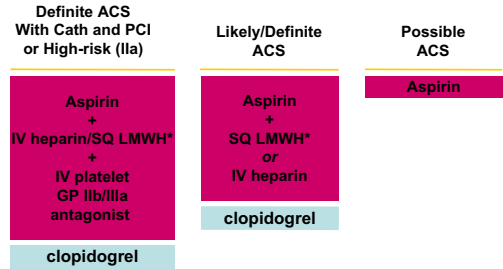 Definite ACS
With Cath and PCI
or High-risk (IIa)
Aspirin
+
IV heparin/SQ LMWH*
+
IV platelet
GP IIb/IIIa
antagonist
clopidogrel
Likely/Definite
ACS
Aspirin
+
SQ LMWH*
or
IV heparin
clopidogrel
Possible
ACS
Aspirin